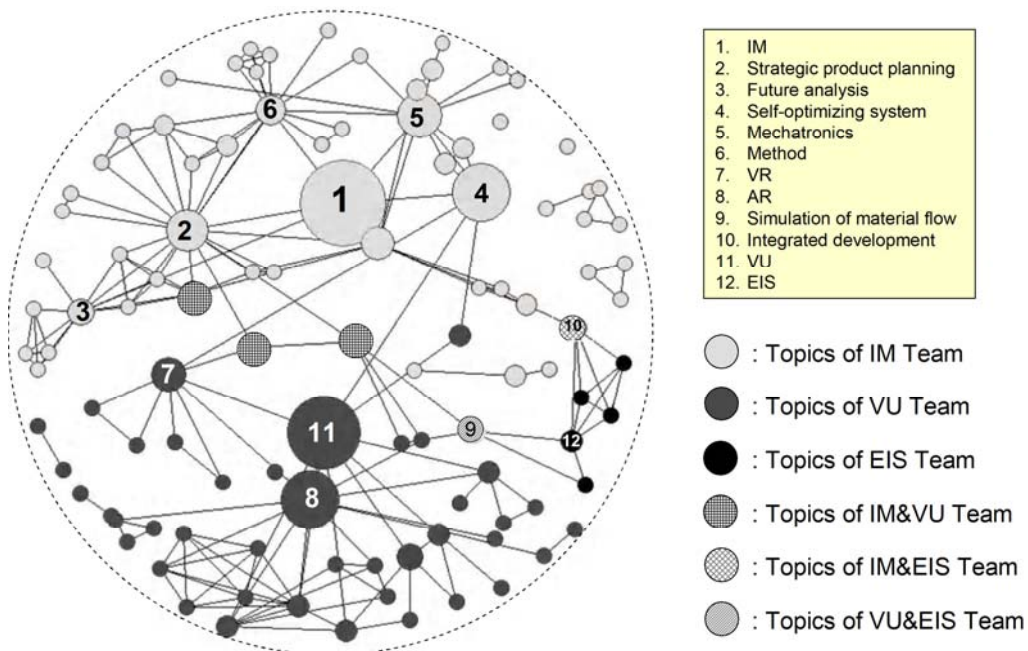 1
2
3
4
5
6
7
8
9
10
11
12
1. IM
2. Strategic product planning
3. Future analysis
4. Self-optimizing system
5. Mechatronics
6. Method
7. VR
8. AR
9. Simulation of material flow
10. Integrated development
11. VU
12. EIS
: Topics of IM Team
: Topics of VU Team
: Topics of EIS Team
: Topics of IM&VU Team
: Topics of IM&EIS Team
: Topics of VU&EIS Team